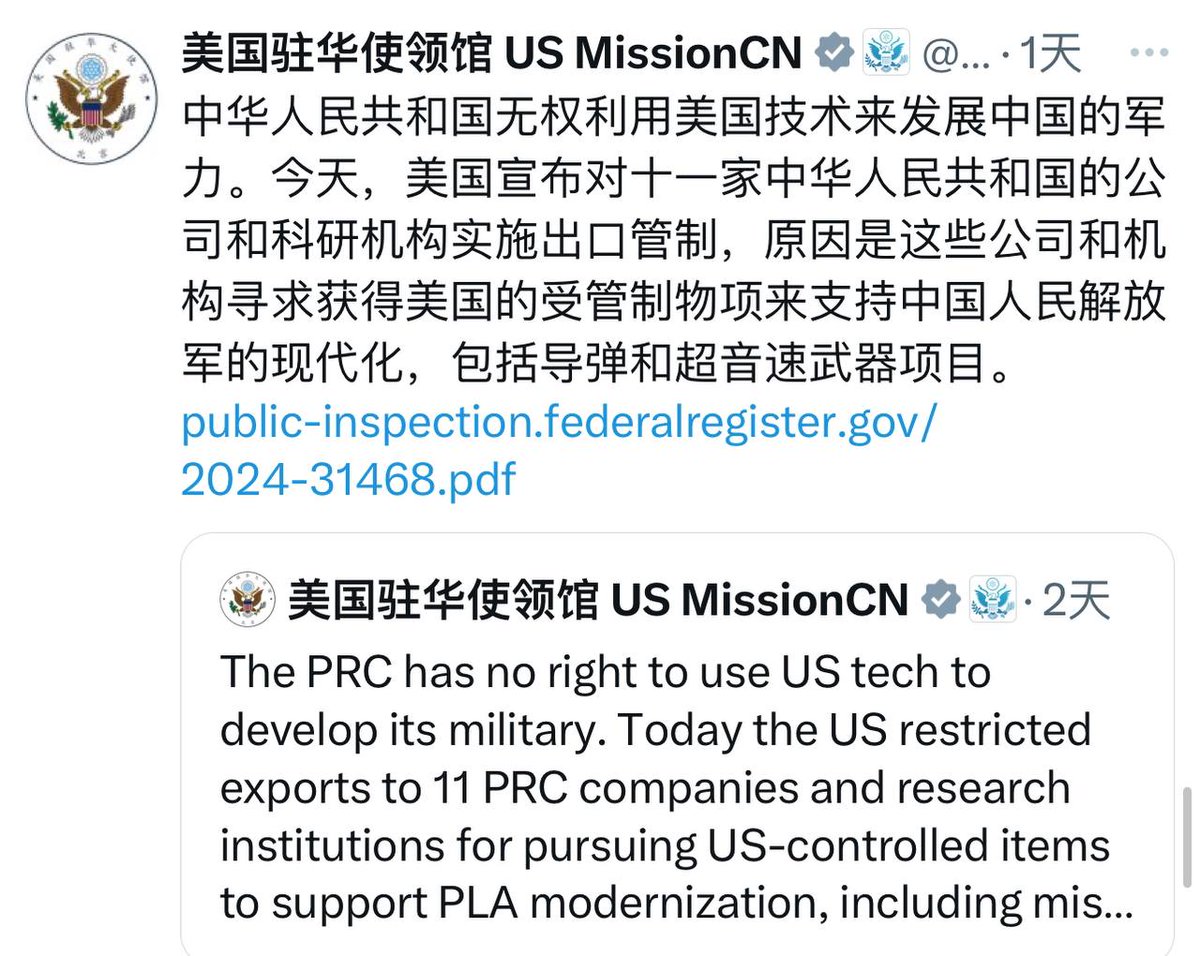 美国驻华使领馆 US MissionCN @... · 1天
中华人民共和国无权利用美国技术来发展中国的军
力。今天，美国宣布对十一家中华人民共和国的公
司和科研机构实施出口管制，原因是这些公司和机
构寻求获得美国的受管制物项来支持中国人民解放
军的现代化，包括导弹和超音速武器项目。
public-inspection.federalregister.gov/
2024-31468.pdf
美国驻华使领馆 US MissionCN · 2天
The PRC has no right to use US tech to
develop its military. Today the US restricted
exports to 11 PRC companies and research
institutions for pursuing US-controlled items
to support PLA modernization, including mis...